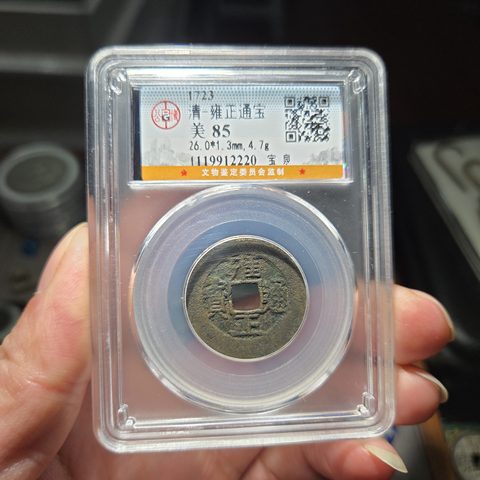 1723
清-雍正通宝
美 85
26.0*1.3mm,4.7g
1119912220 宝泉
文物鉴定委员会监制
雍正
通寳